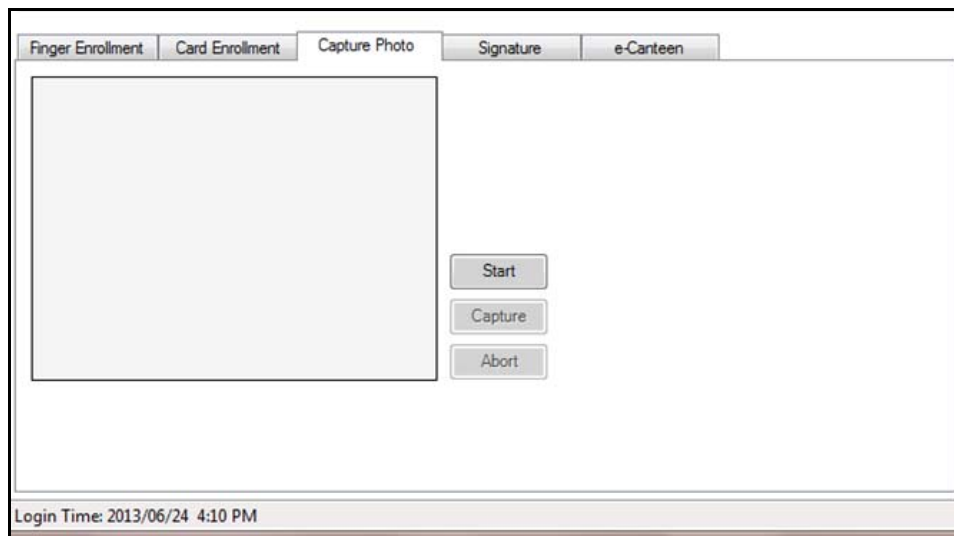 Finger Enrollment Card Enrollment Capture Photo Signature e-Canteen
Start
Capture
Abort
Login Time: 2013/06/24 4:10 PM